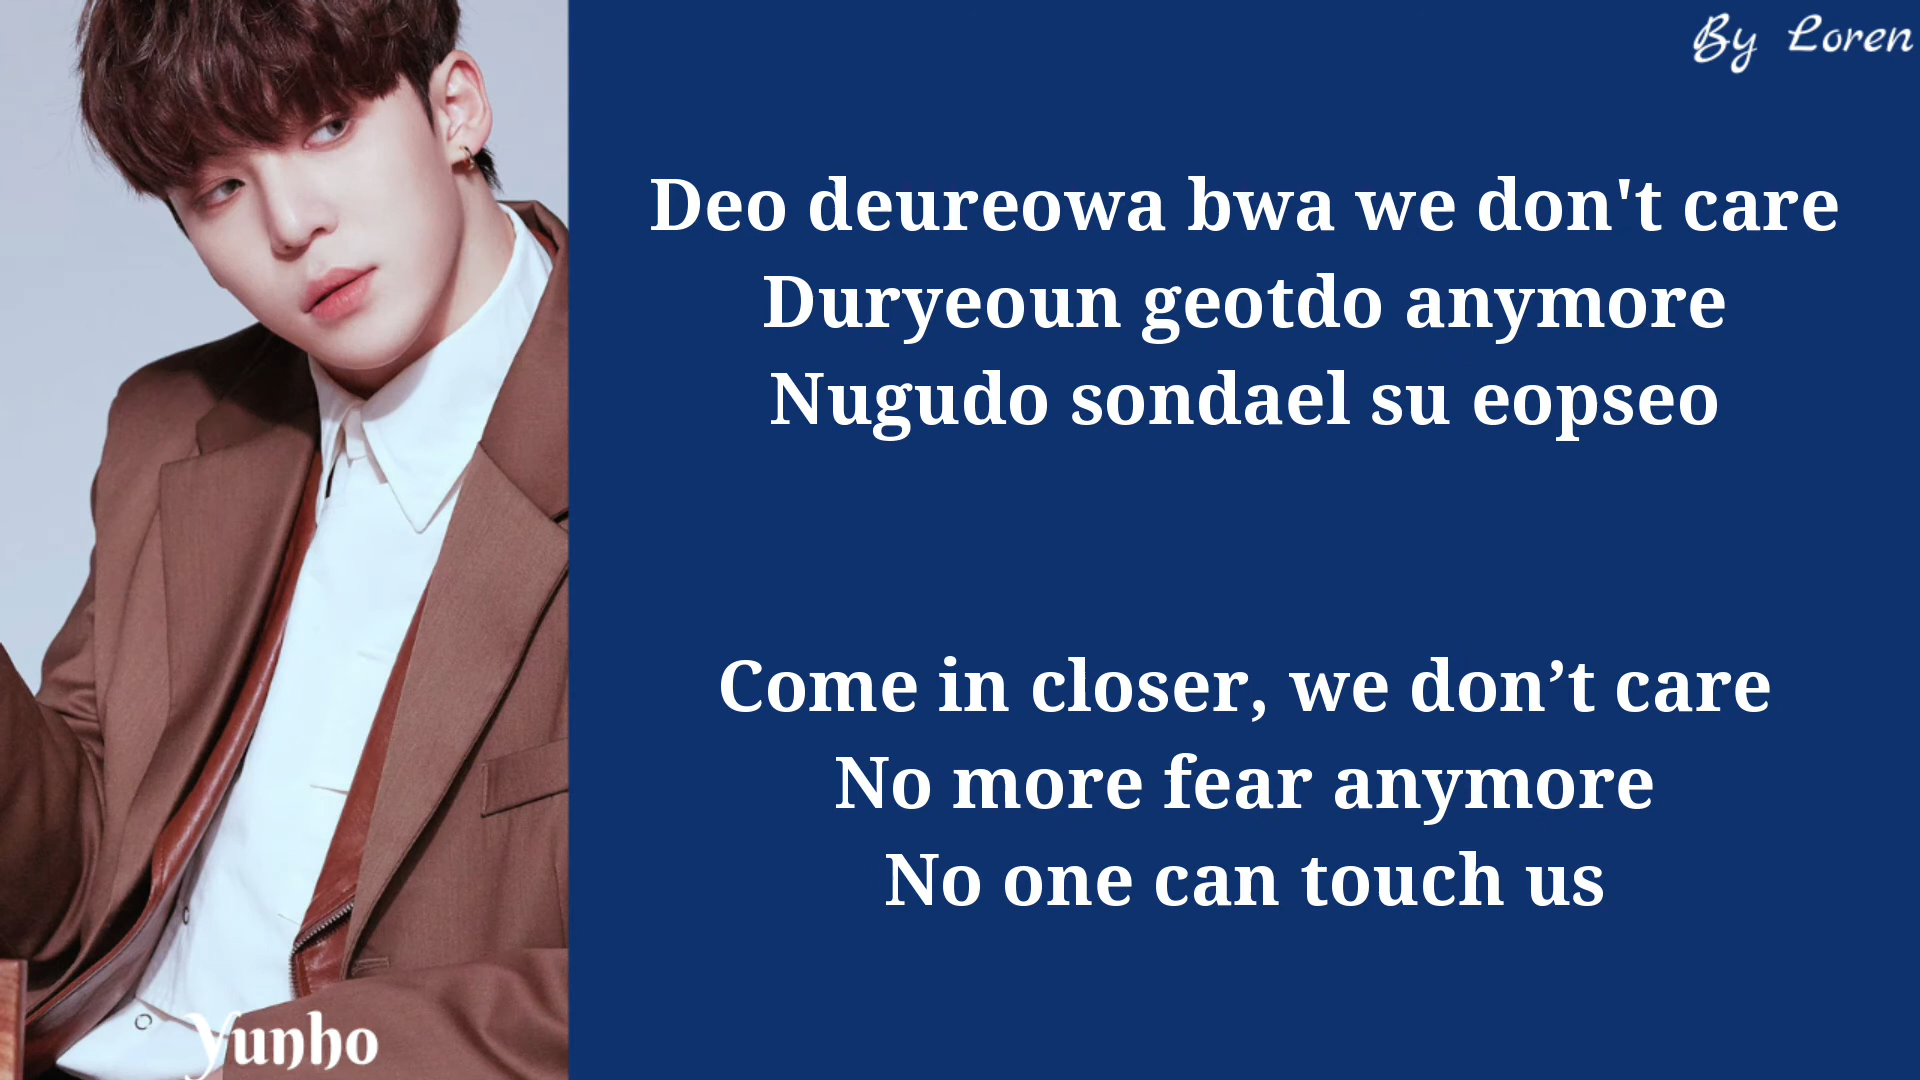 By Loren
Deo deureowa bwa we don't care
Duryeoun geotdo anymore
Nugudo sondael su eopseo
Come in closer, we don’t care
No more fear anymore
No one can touch us
Yunho